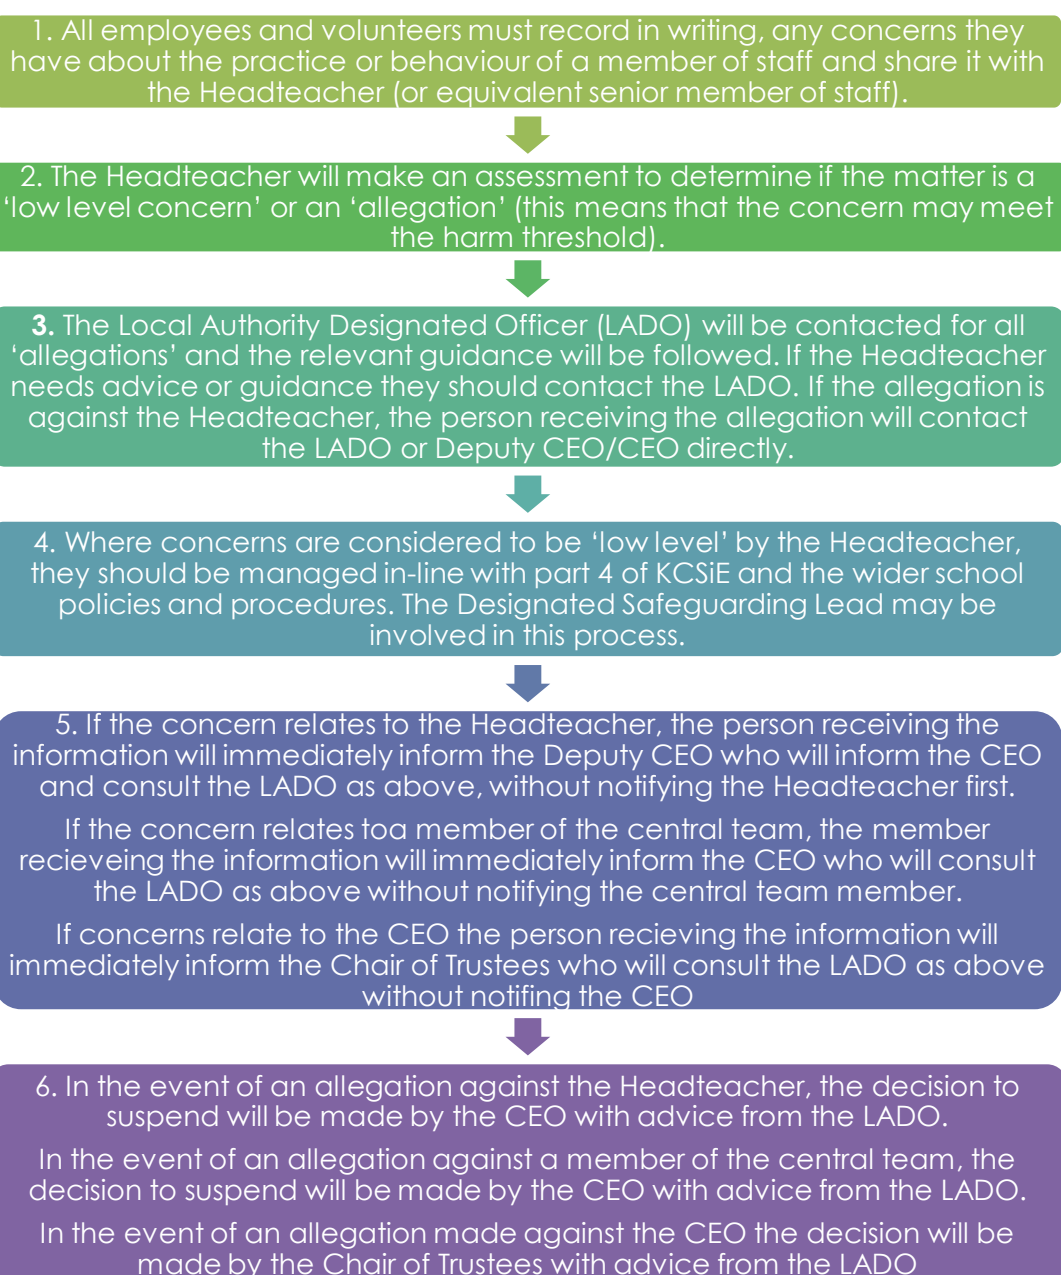 1. All employees and volunteers must record in writing, any concerns they
have about the practice or behaviour of a member of staff and share it with
the Headteacher (or equivalent senior member of staff).
2. The Headteacher will make an assessment to determine if the matter is a
‘low level concern’ or an ‘allegation’ (this means that the concern may meet
the harm threshold).
3. The Local Authority Designated Officer (LADO) will be contacted for all
‘allegations’ and the relevant guidance will be followed. If the Headteacher
needs advice or guidance they should contact the LADO. If the allegation is
against the Headteacher, the person receiving the allegation will contact
the LADO or Deputy CEO/CEO directly.
4. Where concerns are considered to be ‘low level’ by the Headteacher,
they should be managed in-line with part 4 of KCSiE and the wider school
policies and procedures. The Designated Safeguarding Lead may be
involved in this process.
5. If the concern relates to the Headteacher, the person receiving the
information will immediately inform the Deputy CEO who will inform the CEO
and consult the LADO as above, without notifying the Headteacher first.
If the concern relates toa member of the central team, the member
recieveing the information will immediately inform the CEO who will consult
the LADO as above without notifying the central team member.
If concerns relate to the CEO the person recieving the information will
immediately inform the Chair of Trustees who will consult the LADO as above
without notifing the CEO
6. In the event of an allegation against the Headteacher, the decision to
suspend will be made by the CEO with advice from the LADO.
In the event of an allegation against a member of the central team, the
decision to suspend will be made by the CEO with advice from the LADO.
In the event of an allegation made against the CEO the decision will be
made by the Chair of Trustees with advice from the LADO